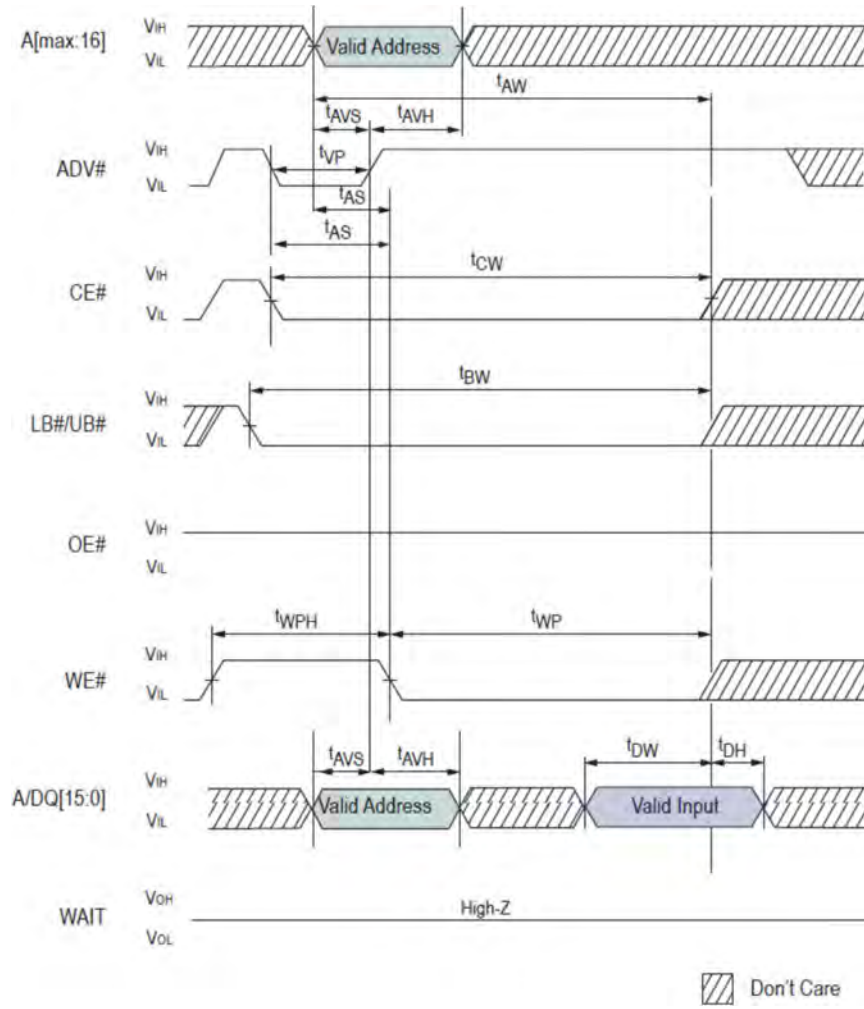 A[max:16]
VIH
VIL
Valid Address
tAW
tAVS
tAVH
ADV#
VIH
VIL
tVP
tAS
tAS
CE#
VIH
VIL
tCW
LB#/UB#
VIH
VIL
tBW
OE#
VIH
VIL
WE#
VIH
VIL
tWPH
tWP
A/DQ[15:0]
VIH
VIL
tAVS
tAVH
Valid Address
tDW
tDH
Valid Input
WAIT
VOH
VOL
High-Z
Don't Care